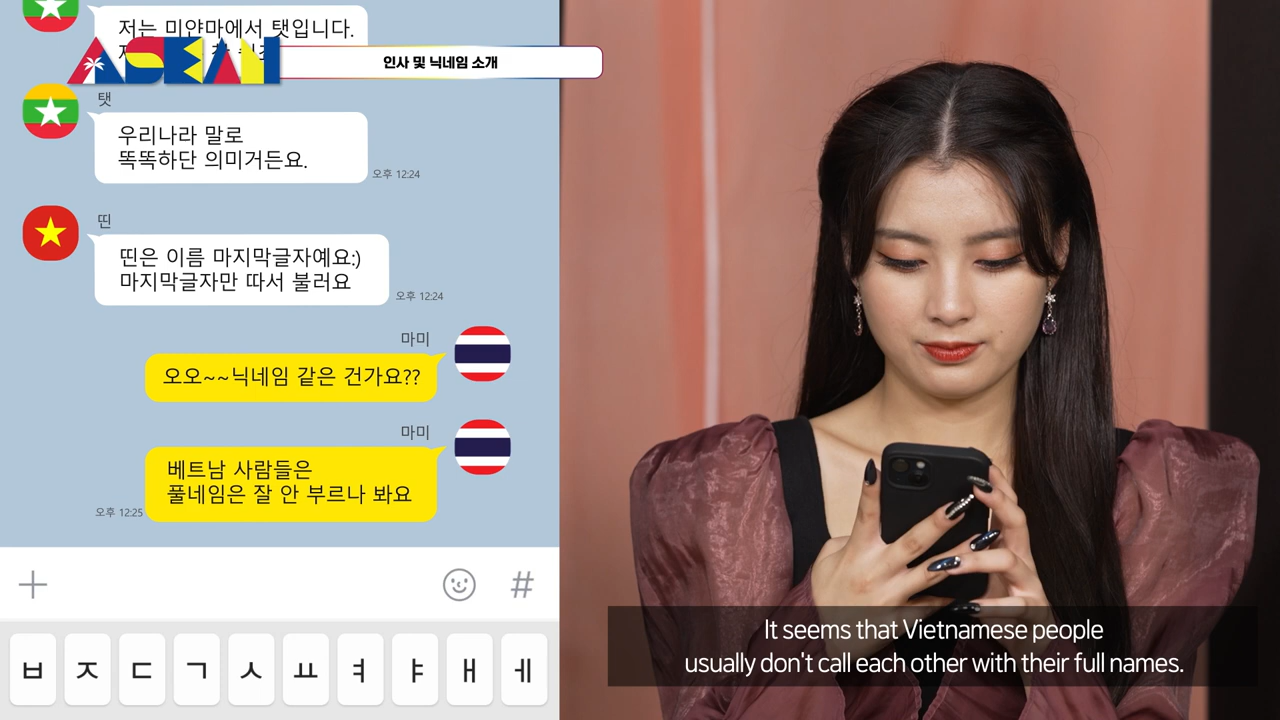 저는 미얀마에서 탯입니다.
ASEAN
인사 및 닉네임 소개
탯
우리나라 말로
똑똑하단 의미거든요.
오후 12:24
띤
띤은 이름 마지막글자예요:)
마지막글자만 따서 불러요
오후 12:24
마미
오오~~닉네임 같은 건가요??
마미
베트남 사람들은
풀네임은 잘 안 부르나 봐요
오후 12:25
#
ㅂ ㅈ ㄷ ㄱ ㅅ ㅛ ㅕ ㅑ ㅐ ㅔ
It seems that Vietnamese people
usually don't call each other with their full names.